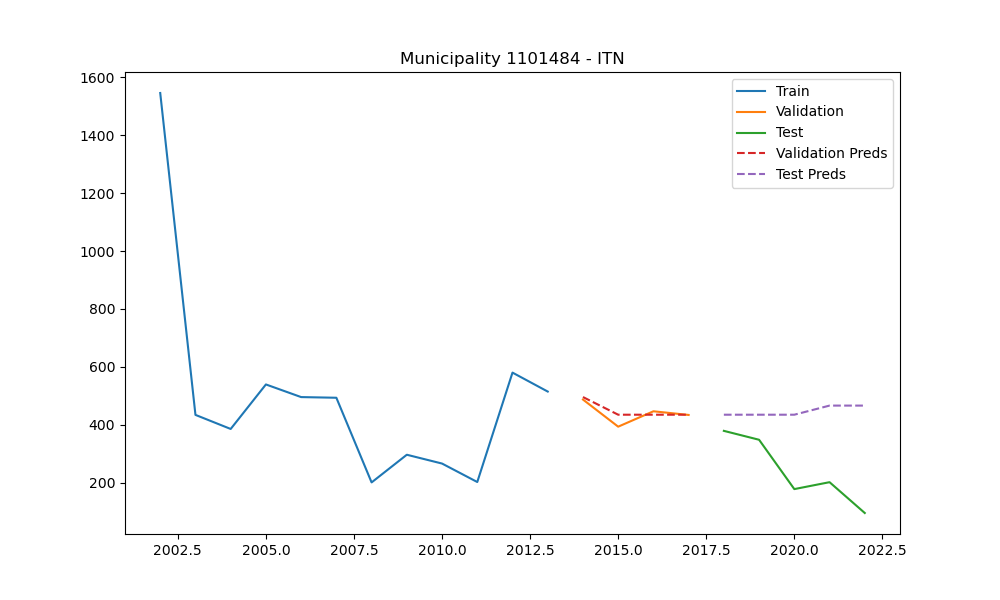 Municipality 1101484 - ITN
1600
1400
1200
1000
800
600
400
200
Train
Validation
Test
Validation Preds
Test Preds
2002.5 2005.0 2007.5 2010.0 2012.5 2015.0 2017.5 2020.0 2022.5